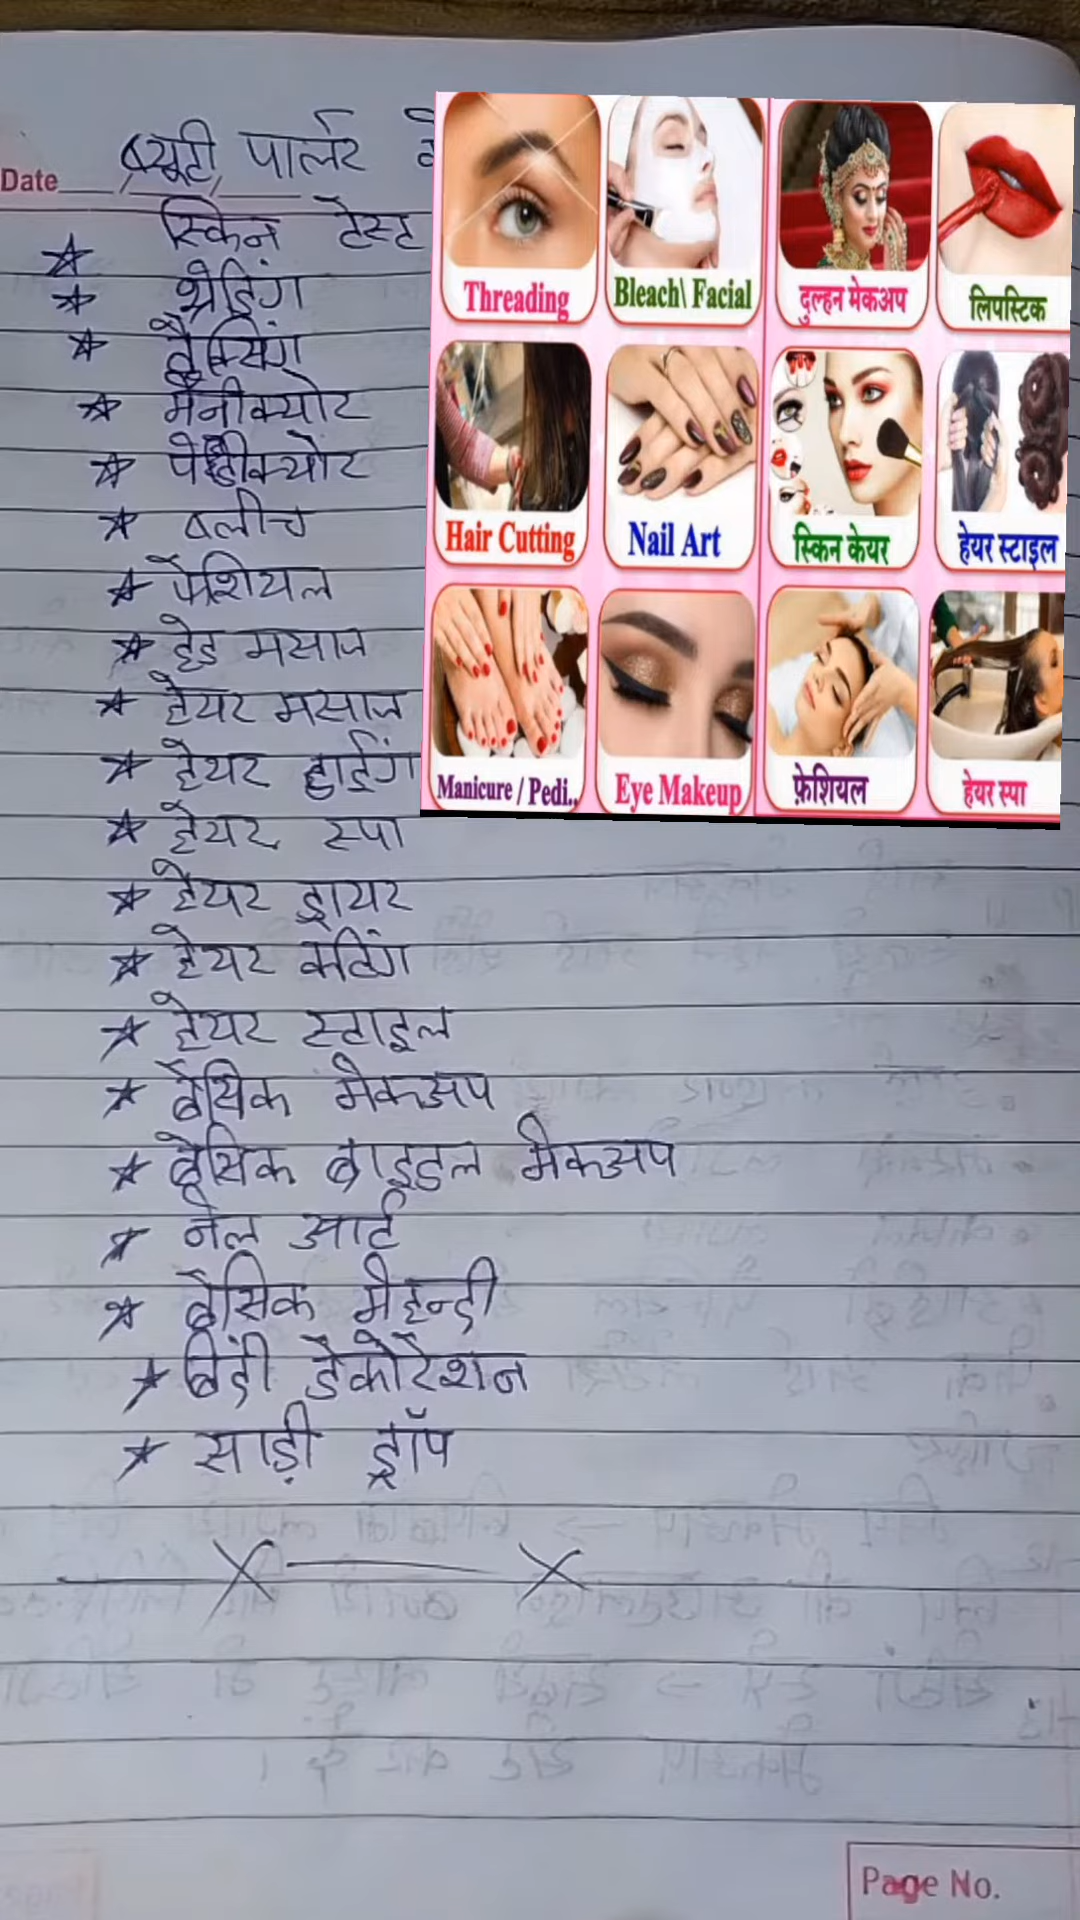 ब्यूटी पार्लर
Date
स्किन टेस्ट
★ थ्रेडिंग
★ वैक्सिंग
★ मेनीक्योर
★ पेडीक्योर
★ ब्लीच
★ फेशियल
★ हेड मसाज
★ हेयर मसाज
★ हेयर डाईंग
★ हेयर स्पा
★ हेयर ड्रायर
★ हेयर कटिंग
★ हेयर स्टाइल
★ बेसिक मेकअप
★ बेसिक ब्राइडल मेकअप
★ नेल आर्ट
★ बेसिक मेहन्दी
★ बिंदी डेकोरेशन
★ साड़ी ड्रॉप
Threading
Bleach\ Facial
दुल्हन मेकअप
लिपस्टिक
Hair Cutting
Nail Art
स्किन केयर
हेयर स्टाइल
Manicure / Pedi..
Eye Makeup
फ़ेशियल
हेयर स्पा
Page No.